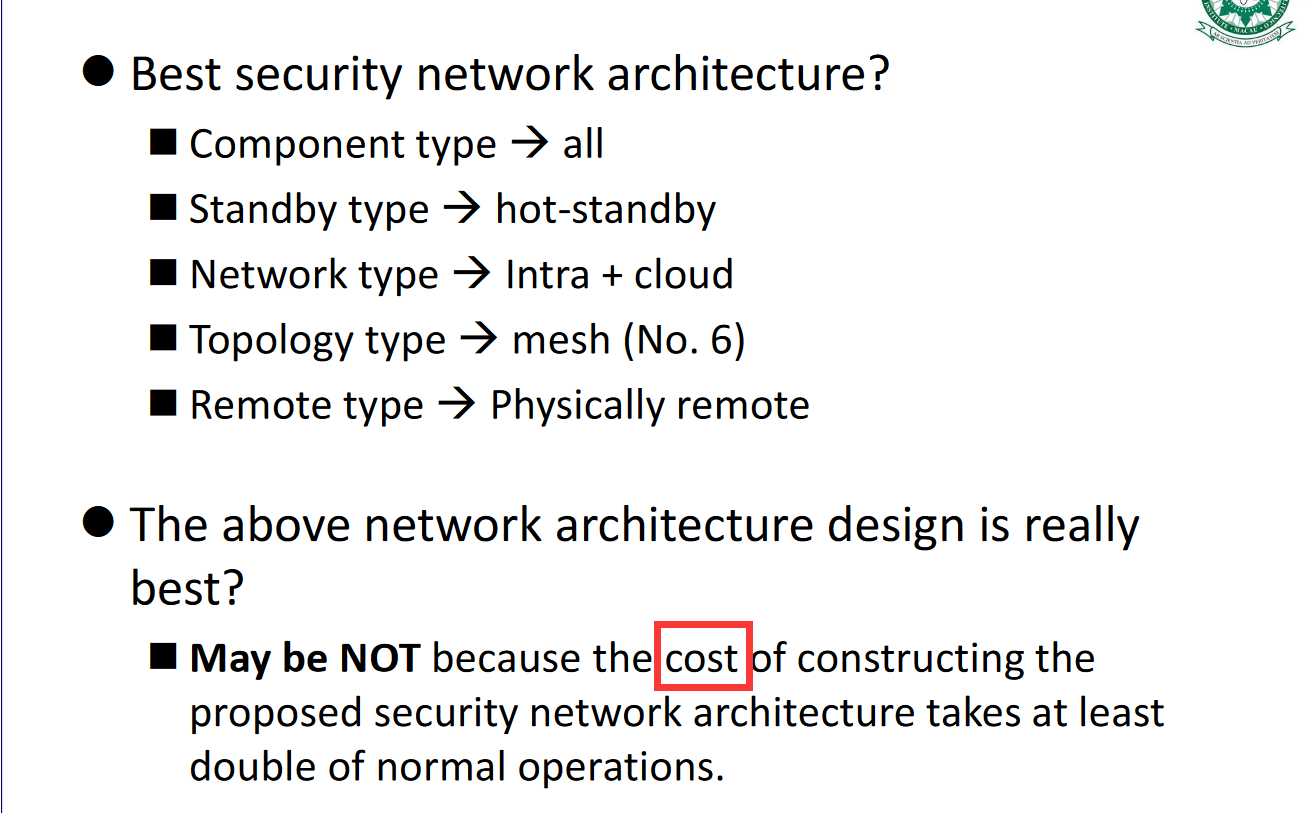 ● Best security network architecture?
■ Component type → all
■ Standby type → hot-standby
■ Network type → Intra + cloud
■ Topology type → mesh (No. 6)
■ Remote type → Physically remote
● The above network architecture design is really
best?
■ May be NOT because the cost of constructing the
proposed security network architecture takes at least
double of normal operations.